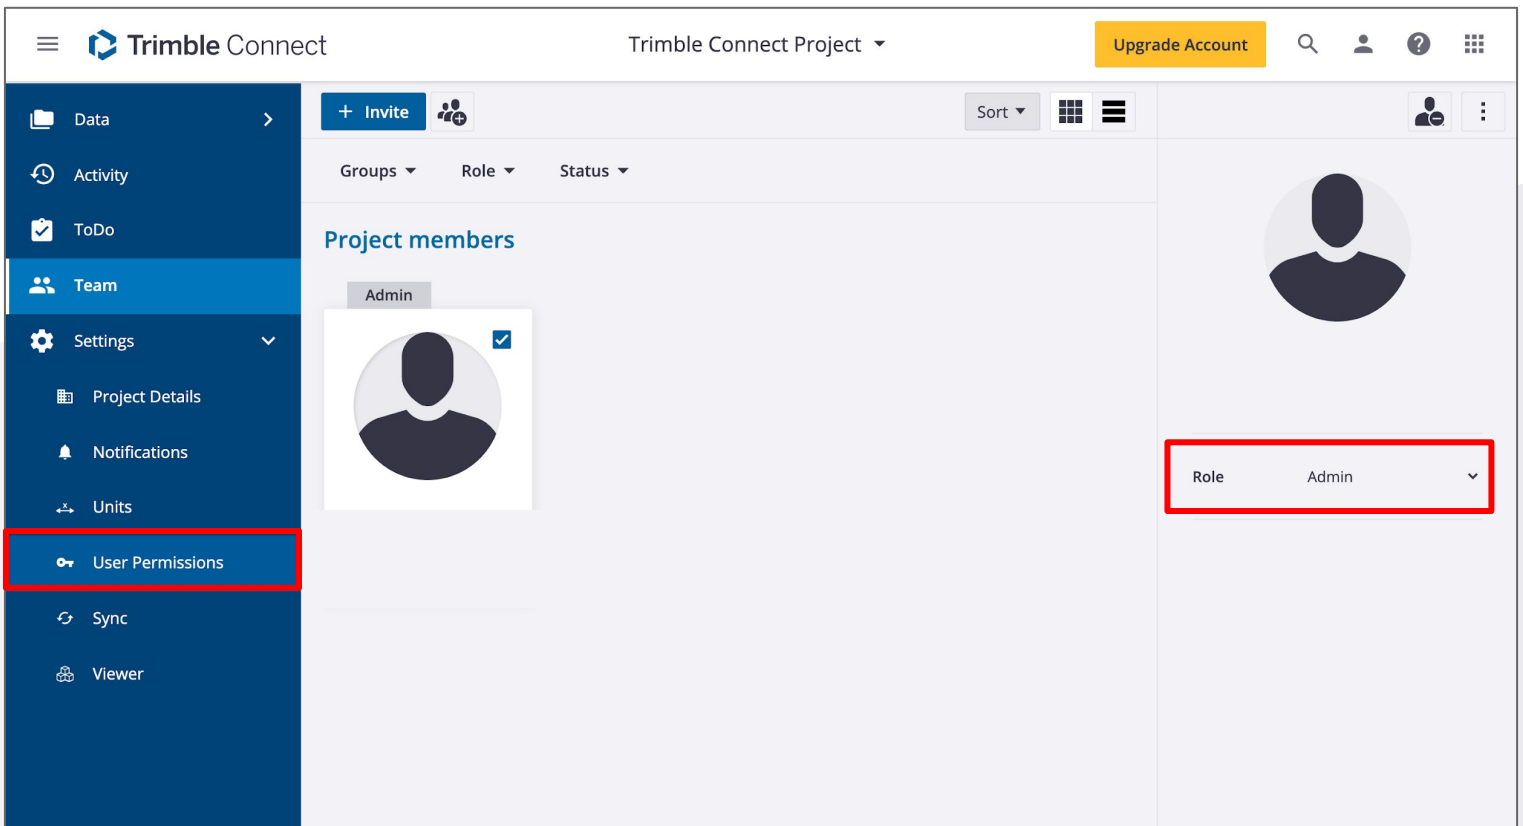 Trimble Connect
Trimble Connect Project
Upgrade Account
Data
Activity
ToDo
Team
Settings
Project Details
Notifications
Units
User Permissions
Sync
Viewer
+ Invite
Sort
Groups
Role
Status
Project members
Admin
Role
Admin